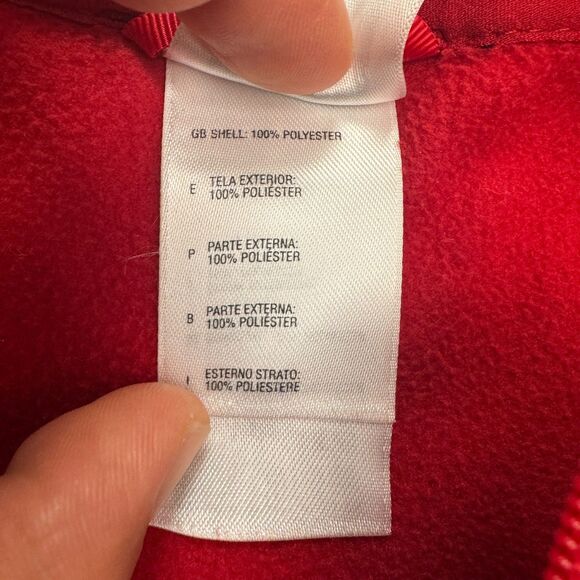 GB SHELL: 100% POLYESTER
E TELA EXTERIOR:
100% POLIÉSTER
P PARTE EXTERNA:
100% POLIÉSTER
B PARTE EXTERNA:
100% POLIÉSTER
I ESTERNO STRATO:
100% POLIESTERE